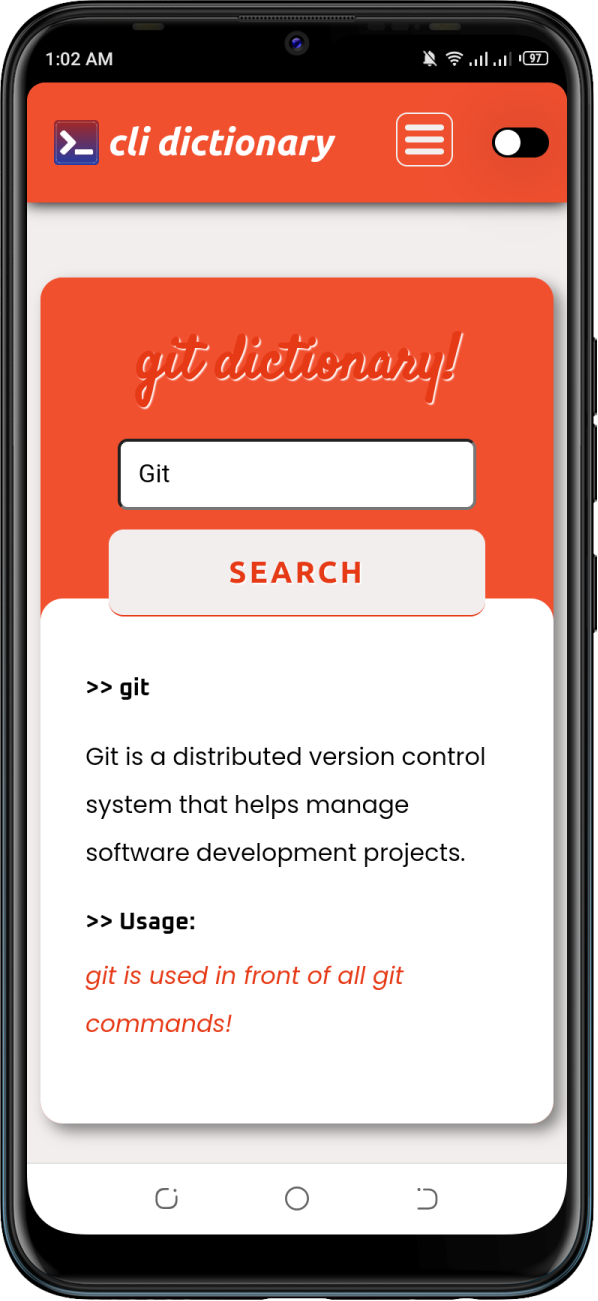 1:02 AM 97
cli dictionary
git dictionary!
Git
SEARCH
>> git
Git is a distributed version control
system that helps manage
software development projects.
>> Usage:
git is used in front of all git
commands!